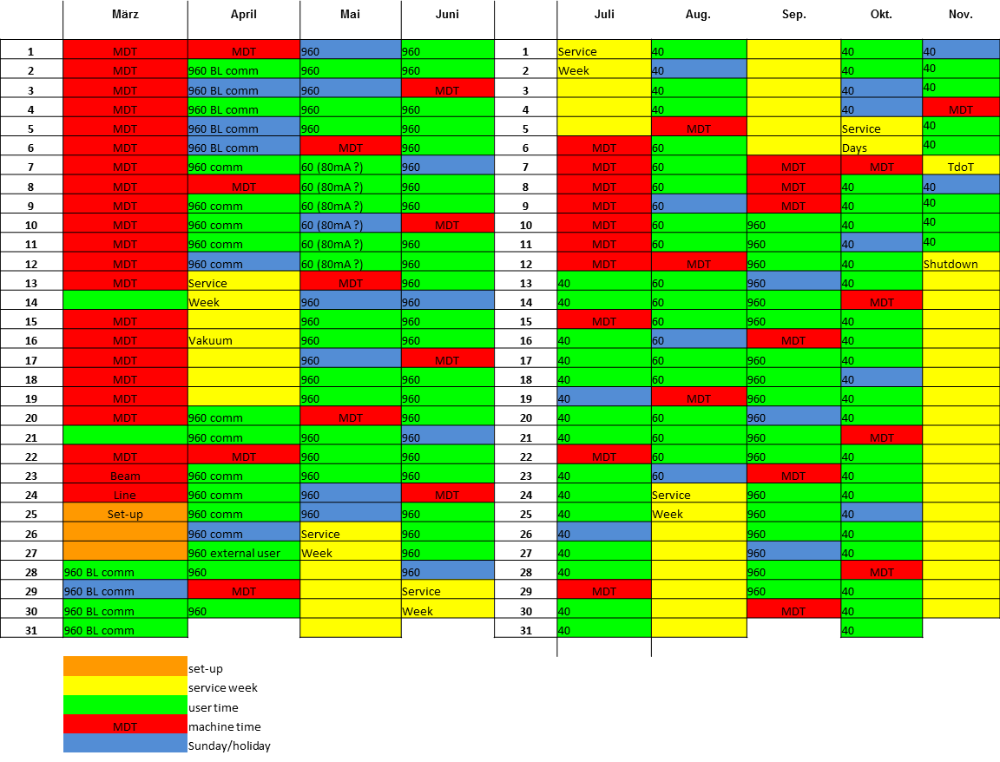 März April Mai Juni Juli Aug. Sep. Okt. Nov.
1 MDT MDT 960 960 1 Service 40 40 40
2 MDT 960 BL comm 960 960 2 Week 40 40 40
3 MDT 960 BL comm 960 MDT 3 40 40 40
4 MDT 960 BL comm 960 960 4 40 40 MDT
5 MDT 960 BL comm 960 960 5 MDT Service 40
6 MDT 960 BL comm MDT 960 6 MDT 60 Days 40
7 MDT 960 comm 60 (80mA ?) 960 7 MDT 60 MDT MDT TdoT
8 MDT MDT 60 (80mA ?) 960 8 MDT 60 MDT 40 40
9 MDT 960 comm 60 (80mA ?) 960 9 MDT 60 MDT 40 40
10 MDT 960 comm 60 (80mA ?) MDT 10 MDT 60 960 40 40
11 MDT 960 comm 60 (80mA ?) 960 11 MDT 60 960 40 40
12 MDT 960 comm 60 (80mA ?) 960 12 MDT MDT 960 40 Shutdown
13 MDT Service MDT 960 13 40 60 960 40
14 Week 960 960 14 40 60 960 MDT
15 MDT 960 960 15 MDT 60 960 40
16 MDT Vakuum 960 960 16 40 60 MDT 40
17 MDT 960 MDT 17 40 60 960 40
18 MDT 960 960 18 40 60 960 40
19 MDT 960 960 19 40 MDT 960 40
20 MDT 960 comm MDT 960 20 40 60 960 40
21 960 comm 960 960 21 40 60 960 MDT
22 MDT MDT 960 960 22 MDT 60 960 40
23 Beam 960 comm 960 960 23 40 60 MDT 40
24 Line 960 comm 960 MDT 24 40 Service 960 40
25 Set-up 960 comm 960 960 25 40 Week 960 40
26 960 comm Service 960 26 40 960 40
27 960 external user Week 960 27 40 960 40
28 960 BL comm 960 960 28 40 960 MDT
29 960 BL comm MDT Service 29 MDT 960 40
30 960 BL comm 960 Week 30 40 MDT 40
31 960 BL comm 31 40 40
set-up
service week
user time
MDT machine time
Sunday/holiday